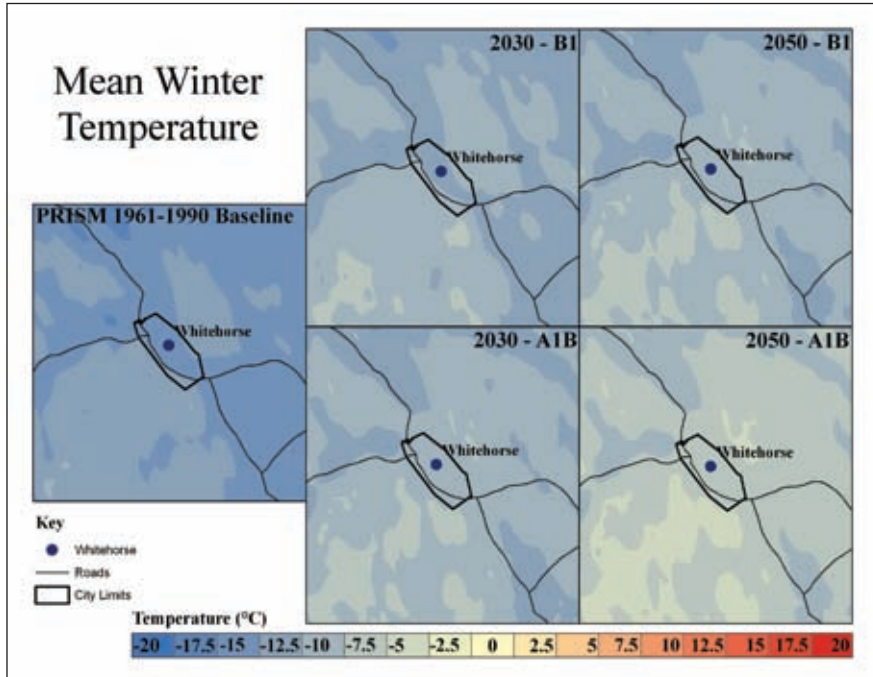 Mean Winter
Temperature
2030 - B1
2050 - B1
Whitehorse
Whitehorse
PRISM 1961-1990 Baseline
Whitehorse
2030 - A1B
2050 - A1B
Whitehorse
Whitehorse
Key
Whitehorse
Roads
City Limits
Temperature (°C)
-20 -17.5 -15 -12.5 -10 -7.5 -5 -2.5 0 2.5 5 7.5 10 12.5 15 17.5 20